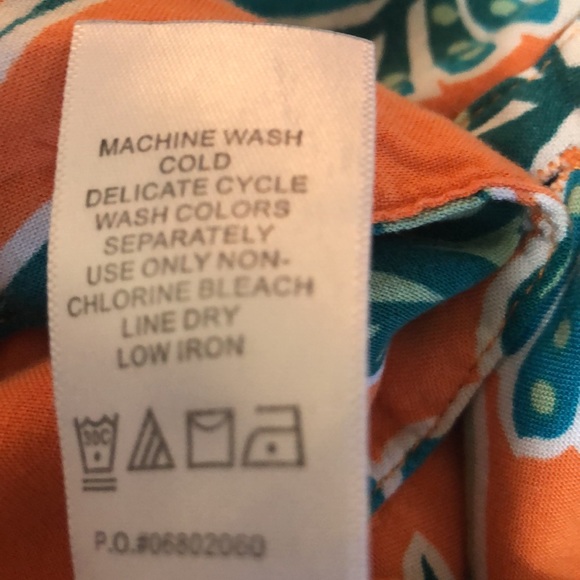 MACHINE WASH
COLD
DELICATE CYCLE
WASH COLORS
SEPARATELY
USE ONLY NON-
CHLORINE BLEACH
LINE DRY
LOW IRON
30C
P.O.#06802060